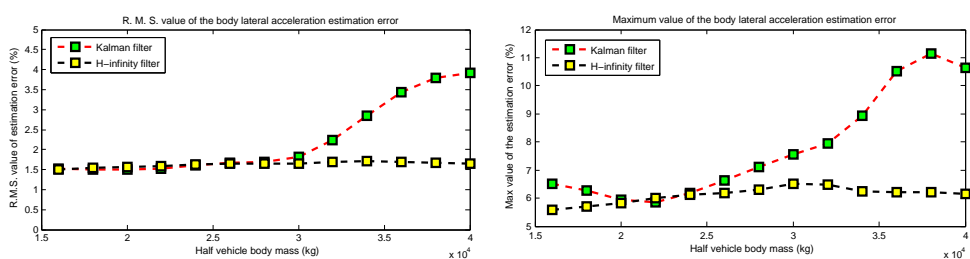 R. M. S. value of the body lateral acceleration estimation error
R.M.S. value of estimation error (%)
5
4.5
4
3.5
3
2.5
2
1.5
1
0.5
0
Kalman filter
H−infinity filter
1.5 2 2.5 3 3.5 4
Half vehicle body mass (kg)
x 10^4
Maximum value of the body lateral acceleration estimation error
Max value of the estimation error (%)
13
12
11
10
9
8
7
6
5
Kalman filter
H−infinity filter
1.5 2 2.5 3 3.5 4
Half vehicle body mass (kg)
x 10^4